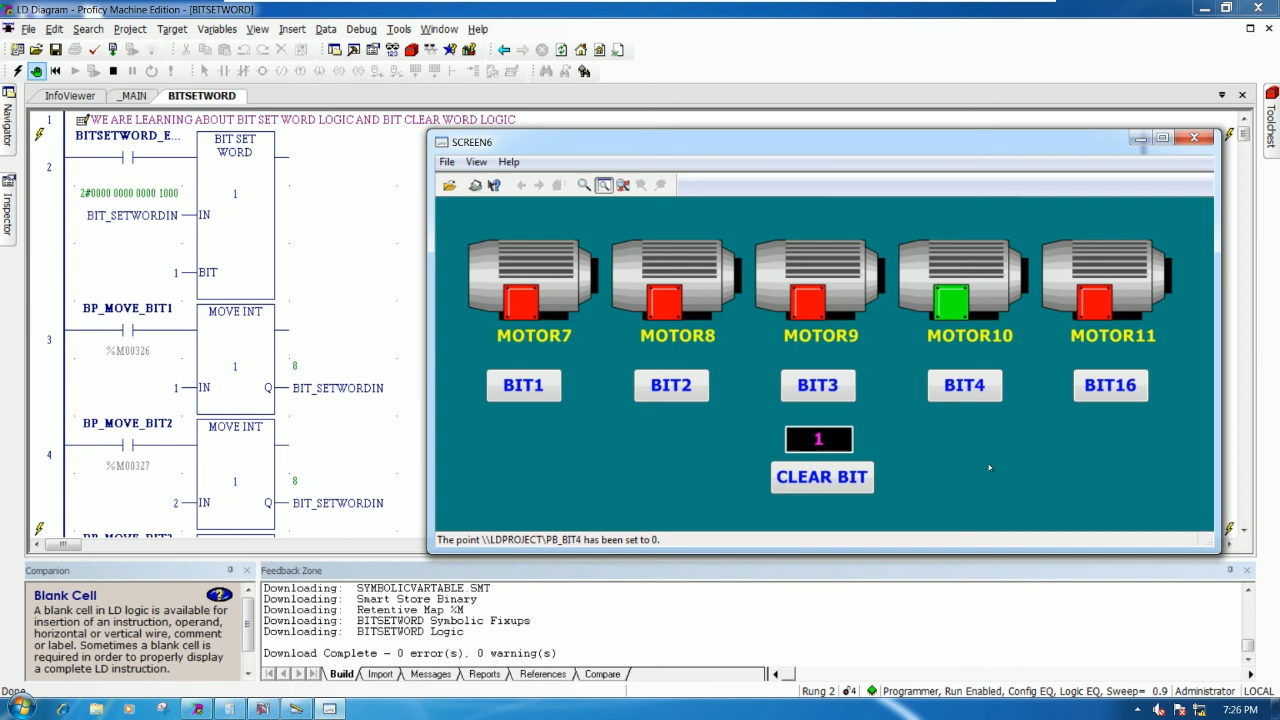 LD Diagram - Proficy Machine Edition - [BITSETWORD]
File Edit Search Project Target Variables View Insert Data Debug Tools Window Help
InfoViewer _MAIN BITSETWORD
Navigator
Inspector
Toolchest
1 WE ARE LEARNING ABOUT BIT SET WORD LOGIC AND BIT CLEAR WORD LOGIC
2
BITSETWORD_E...
BIT SET
WORD
1
2#0000 0000 0000 1000
BIT_SETWORDIN IN
1 BIT
3
BP_MOVE_BIT1
MOVE INT
%M00326
1
8
1 IN Q BIT_SETWORDIN
4
BP_MOVE_BIT2
MOVE INT
%M00327
1
8
2 IN Q BIT_SETWORDIN
SCREEN6
File View Help
MOTOR7 MOTOR8 MOTOR9 MOTOR10 MOTOR11
BIT1 BIT2 BIT3 BIT4 BIT16
1
CLEAR BIT
The point \\LDPROJECT\PB_BIT4 has been set to 0.
Companion
Blank Cell
A blank cell in LD logic is available for
insertion of an instruction, operand,
horizontal or vertical wire, comment
or label. Sometimes a blank cell is
required in order to properly display
a complete LD instruction.
Feedback Zone
Downloading: SYMBOLICVARTABLE.SMT
Downloading: Smart Store Binary
Downloading: Retentive Map %M
Downloading: BITSETWORD Symbolic Fixups
Downloading: BITSETWORD Logic
Download Complete - 0 error(s), 0 warning(s)
Build Import Messages Reports References Compare
Done
Rung 2 Programmer, Run Enabled, Config EQ, Logic EQ, Sweep= 0.9 Administrator LOCAL
7:26 PM